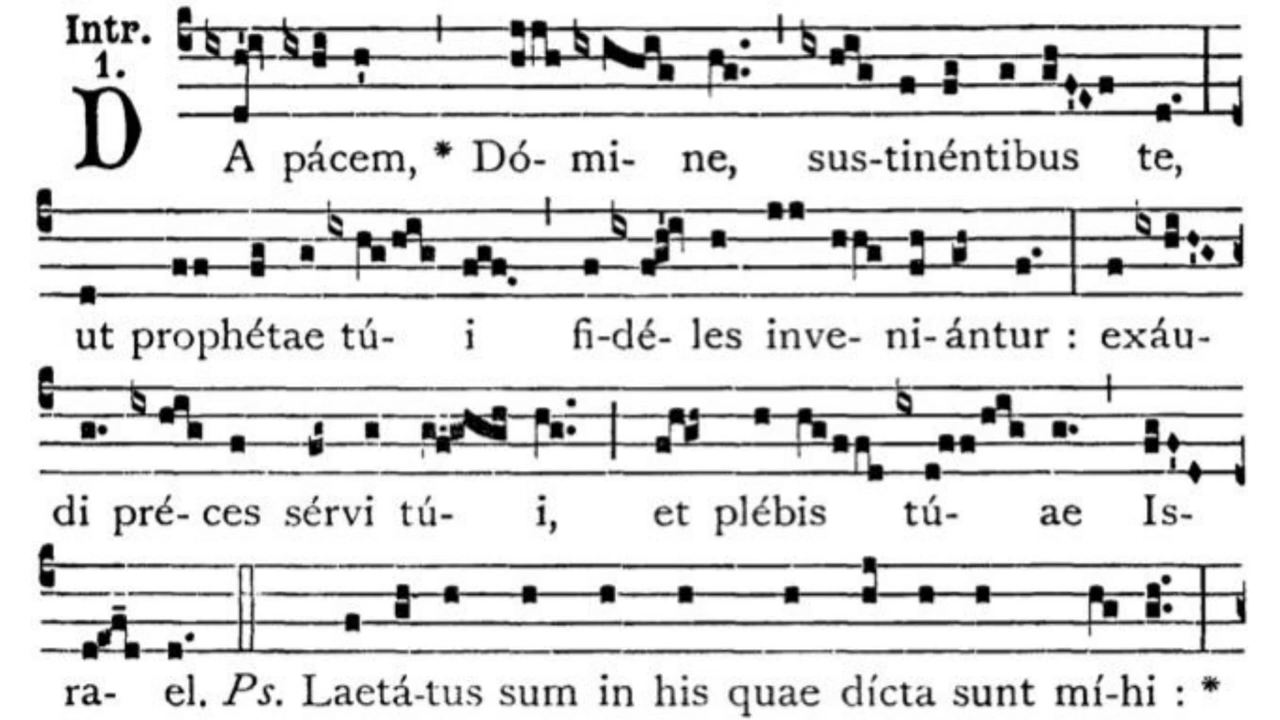 Intr.
1.
DA pácem, * Dó- mi- ne, sus-tinéntibus te,
ut prophétae tú- i fi-dé- les inve- ni-ántur : exáu-
di pré- ces sérvi tú- i, et plébis tú- ae Is-
ra- el. Ps. Laetá-tus sum in his quae dícta sunt mí-hi : *